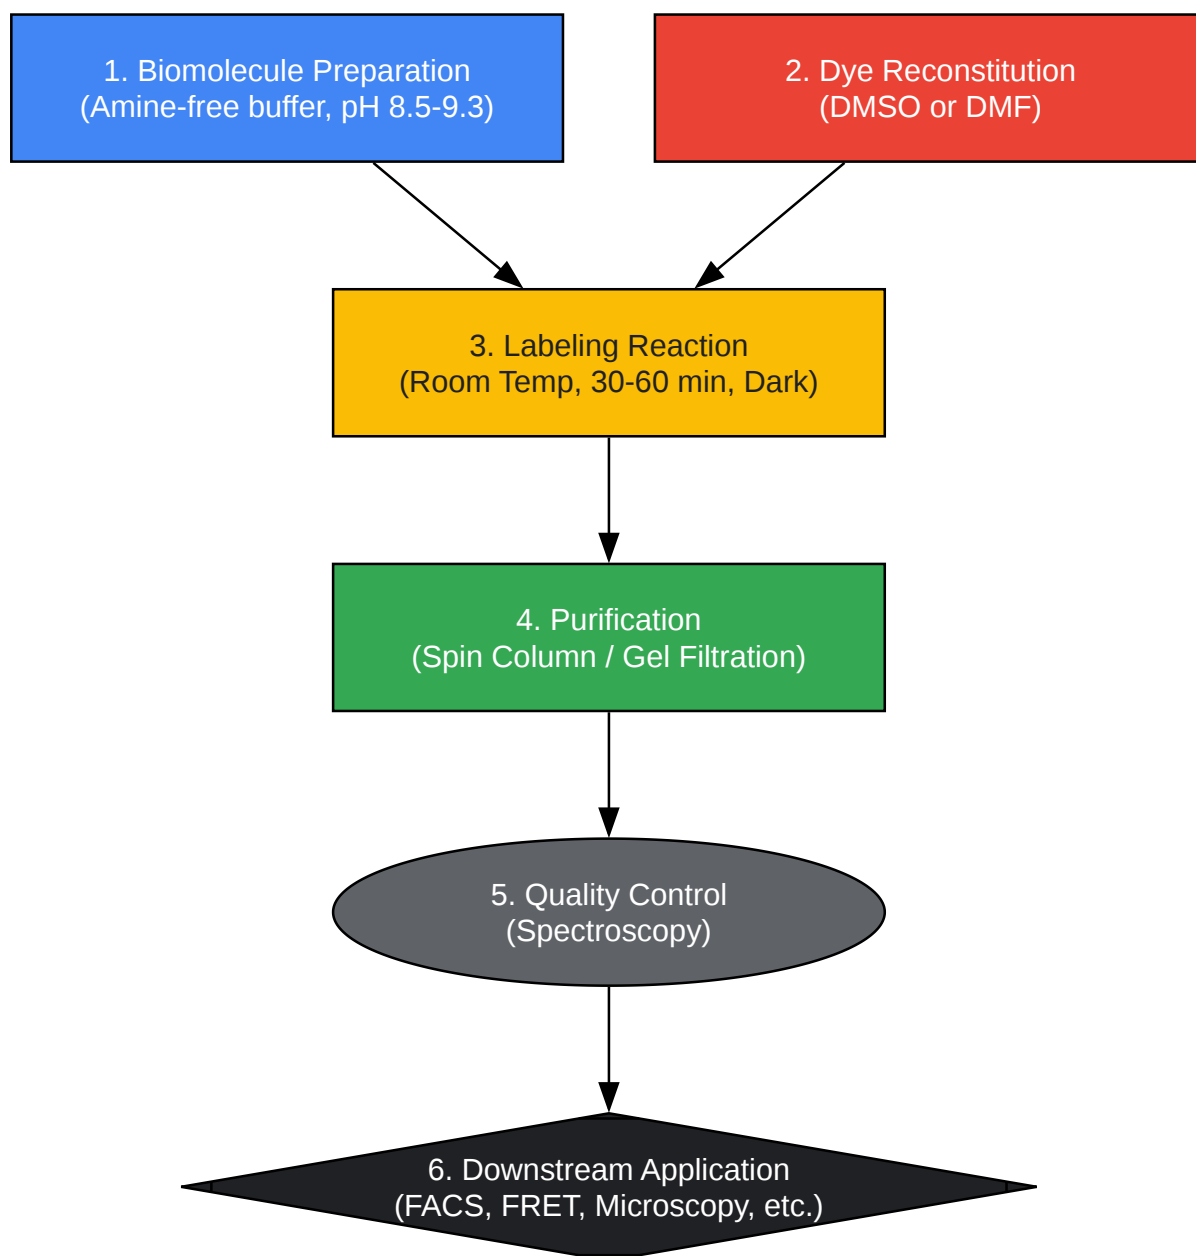 1. Biomolecule Preparation
(Amine-free buffer, pH 8.5-9.3)
2. Dye Reconstitution
(DMSO or DMF)
3. Labeling Reaction
(Room Temp, 30-60 min, Dark)
4. Purification
(Spin Column / Gel Filtration)
5. Quality Control
(Spectroscopy)
6. Downstream Application
(FACS, FRET, Microscopy, etc.)